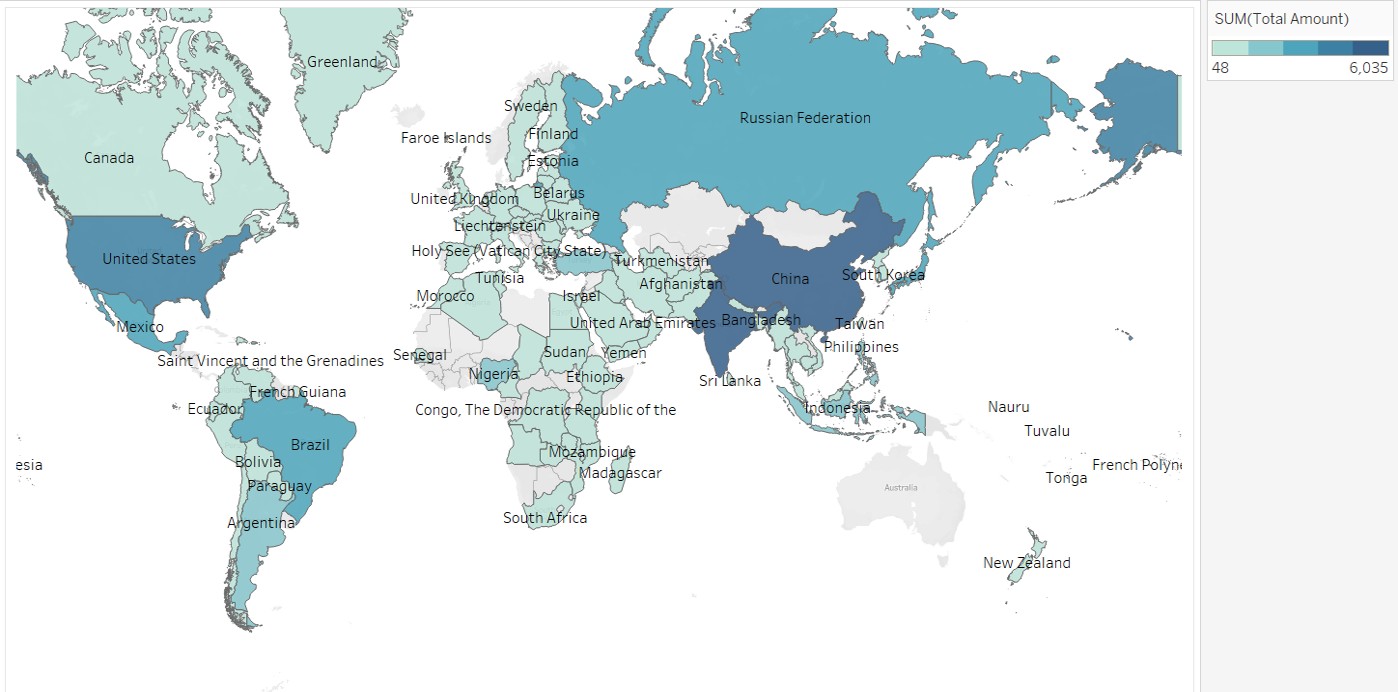 SUM(Total Amount)
48
6,035
Greenland
Sweden
Russian Federation
Faroe Islands
Finland
Canada
Estonia
United Kingdom
Belarus
Ukraine
Liechtenstein
Holy See (Vatican City State)
United States
Turkmenistan
South Korea
Tunisia
China
Afghanistan
Morocco
Israel
Mexico
United Arab Emirates
Bangladesh
Taiwan
Philippines
Saint Vincent and the Grenadines
Senegal
Sudan
Yemen
Nigeria
Ethiopia
Sri Lanka
French Guiana
Ecuador
Congo, The Democratic Republic of the
Indonesia
Nauru
Tuvalu
Brazil
Mozambique
esia
Bolivia
French Polyne
Madagascar
Tonga
Paraguay
Australia
Argentina
South Africa
New Zealand